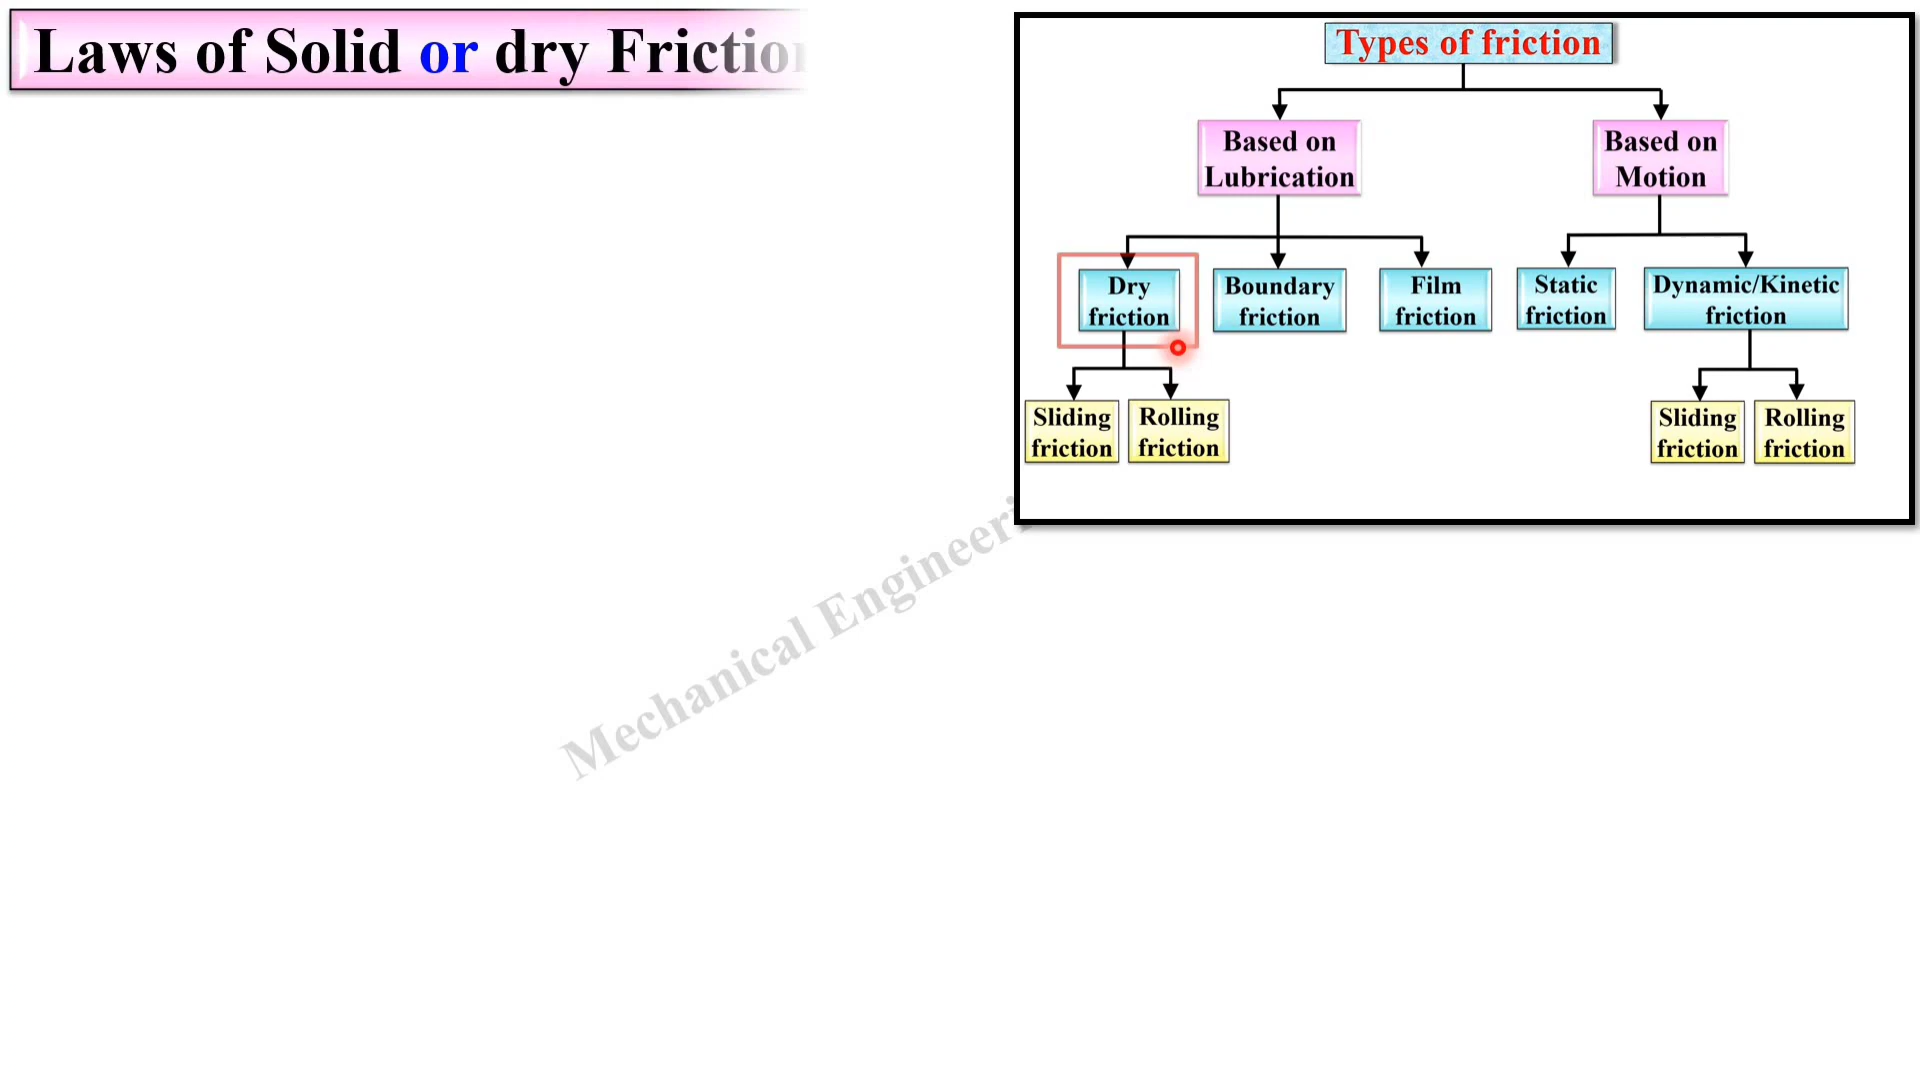 Laws of Solid or dry Friction
Types of friction
Based on
Lubrication
Based on
Motion
Dry
friction
Boundary
friction
Film
friction
Static
friction
Dynamic/Kinetic
friction
Sliding
friction
Rolling
friction
Sliding
friction
Rolling
friction
Mechanical Engineeri